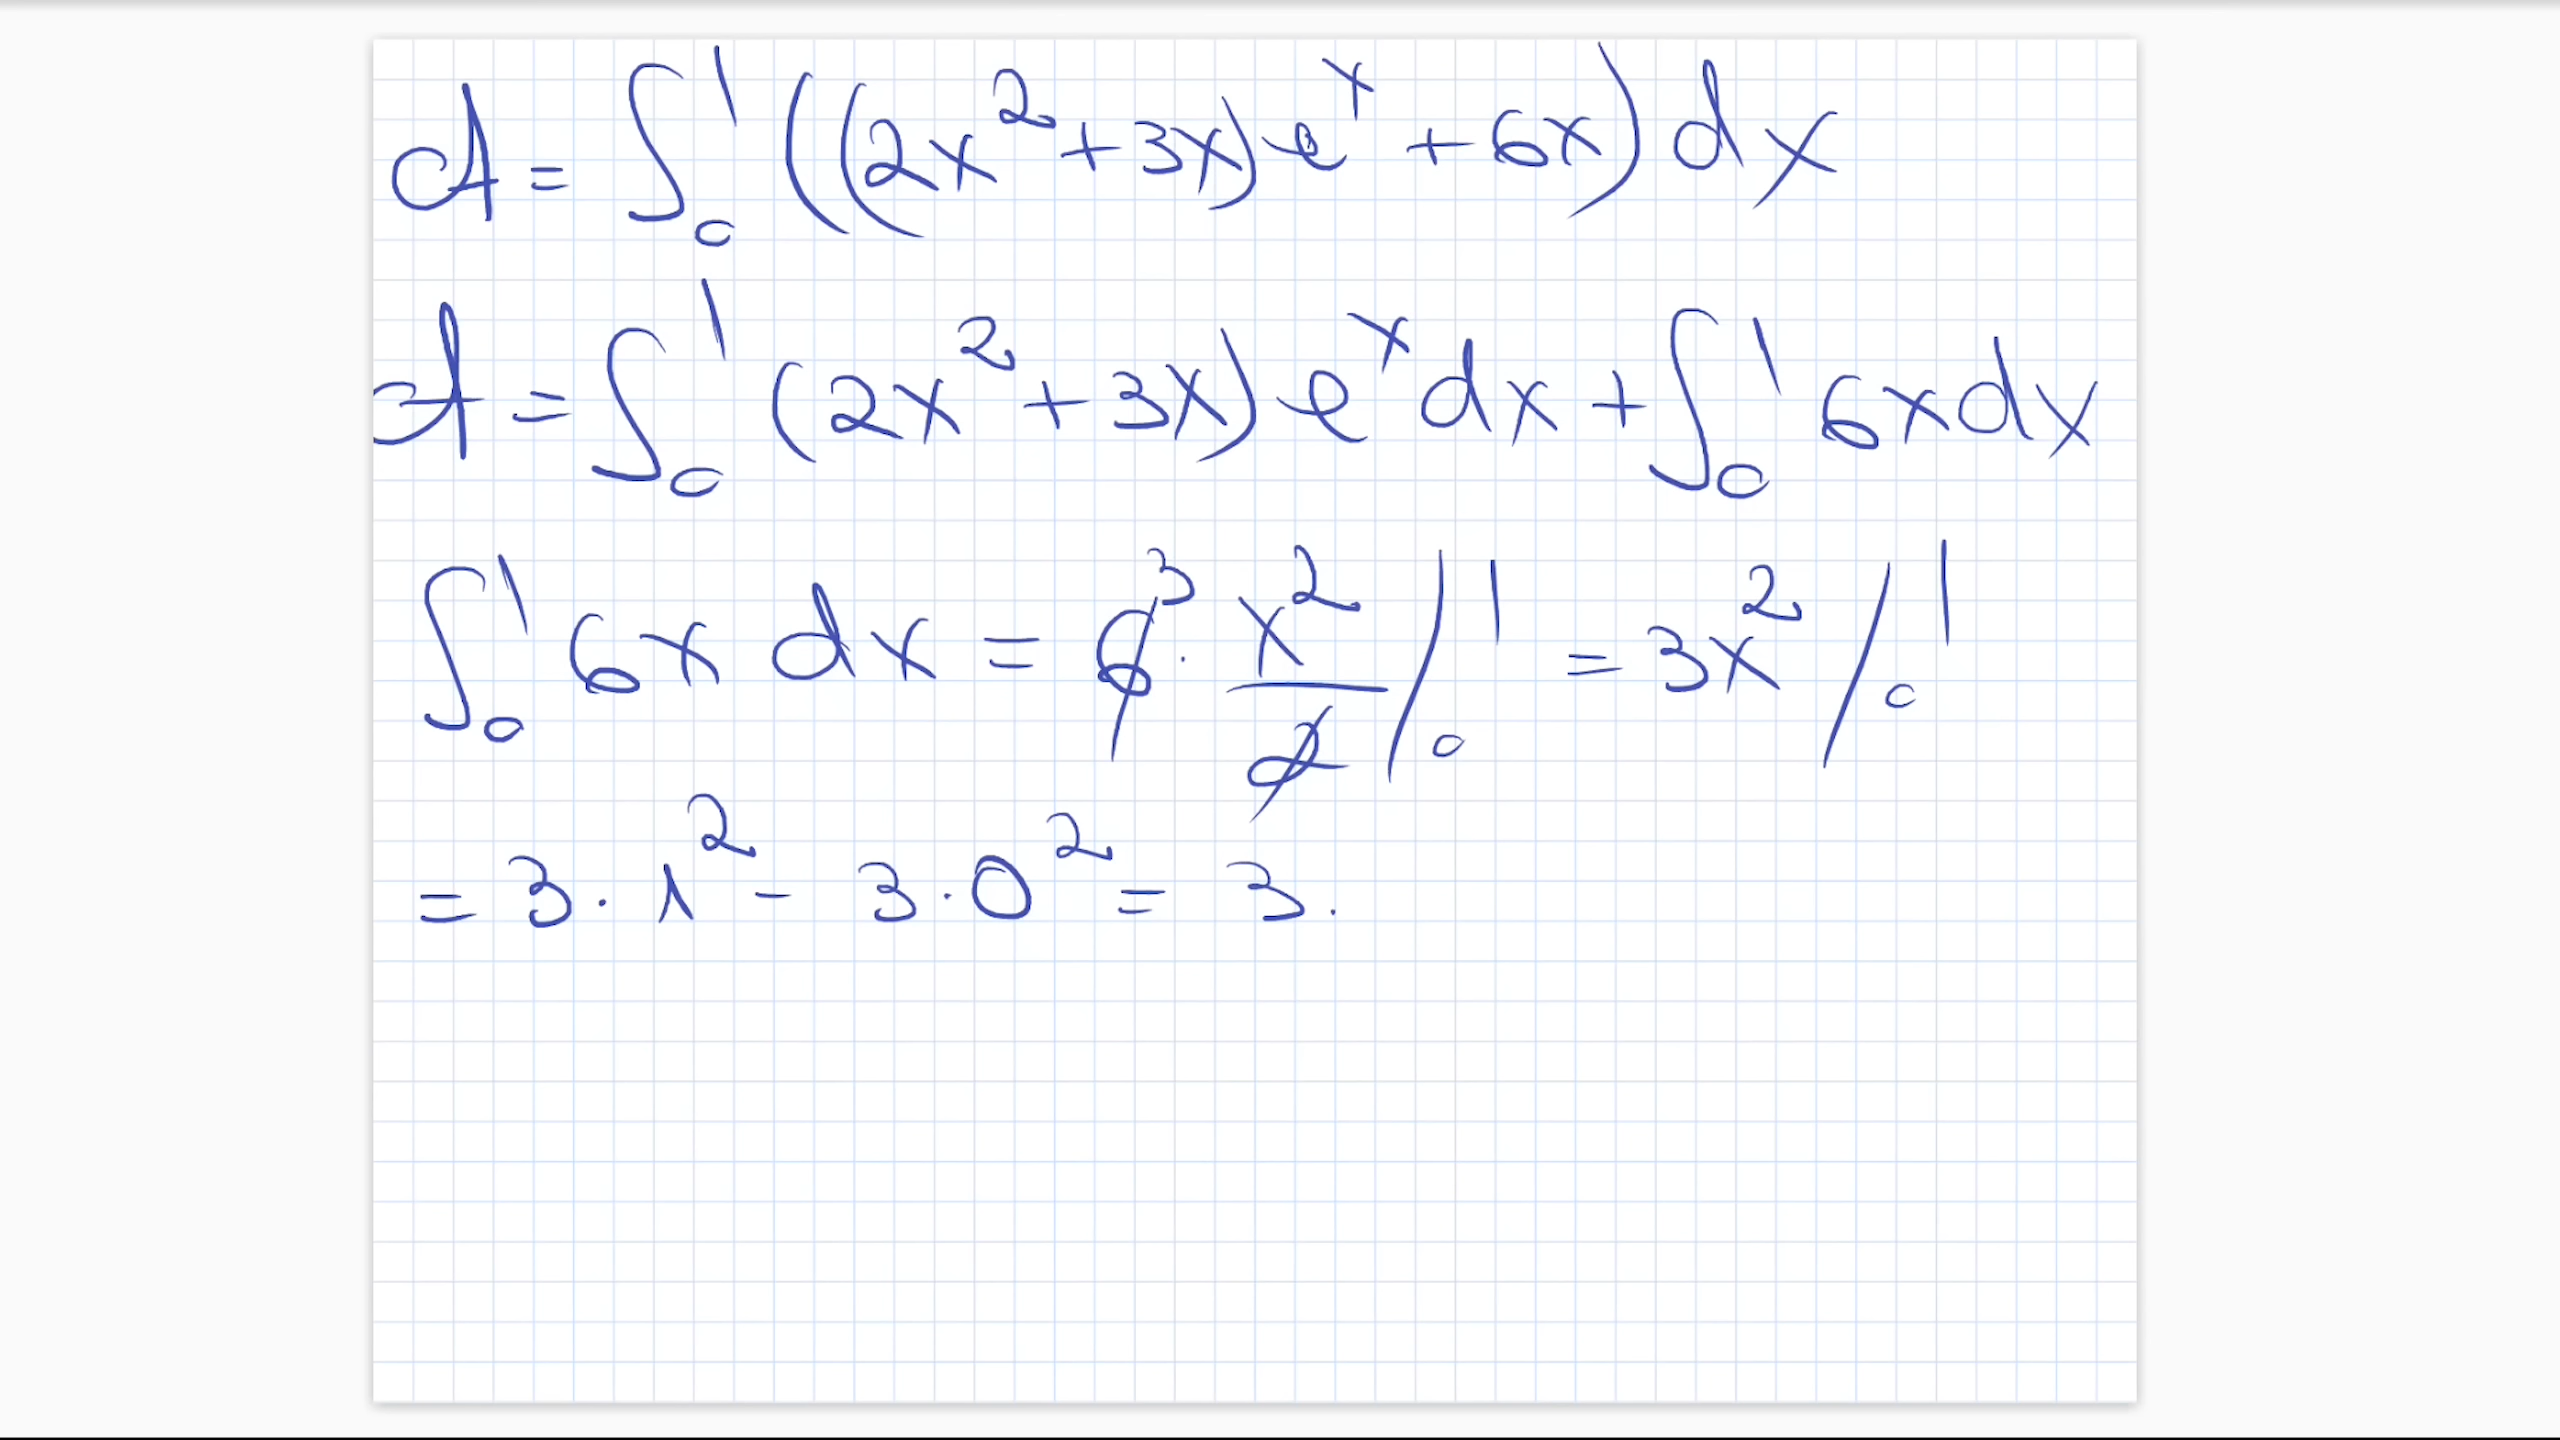 A = ∫₀¹ ((2x² + 3x)eˣ + 6x) dx
A = ∫₀¹ (2x² + 3x) eˣ dx + ∫₀¹ 6x dx
∫₀¹ 6x dx = 6̸³ · x²/2̸ |₀¹ = 3x² |₀¹
= 3 · 1² - 3 · 0² = 3.